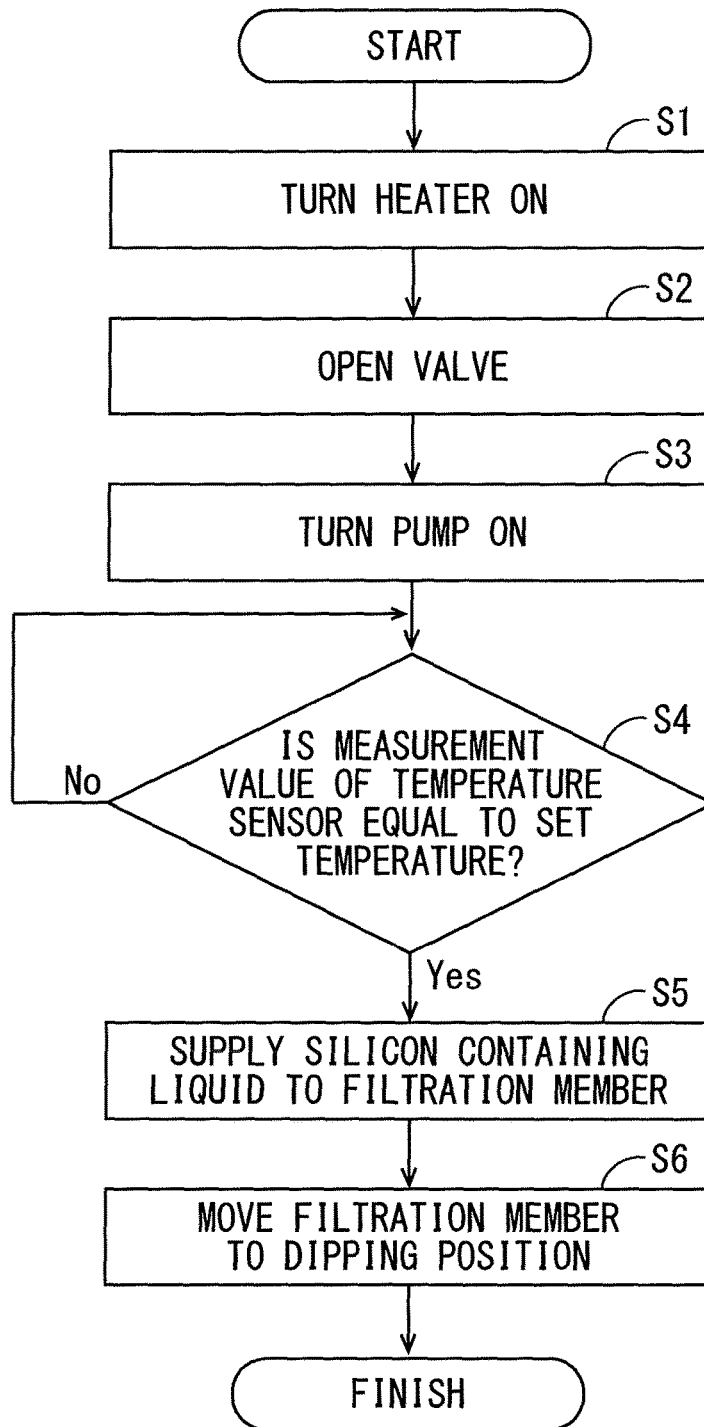 START
S1
TURN HEATER ON
S2
OPEN VALVE
S3
TURN PUMP ON
S4
IS MEASUREMENT
VALUE OF TEMPERATURE
SENSOR EQUAL TO SET
TEMPERATURE?
No
Yes
S5
SUPPLY SILICON CONTAINING
LIQUID TO FILTRATION MEMBER
S6
MOVE FILTRATION MEMBER
TO DIPPING POSITION
FINISH